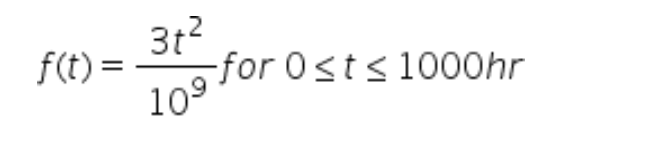 f(t) = 3t² / 10⁹ for 0 ≤ t ≤ 1000hr